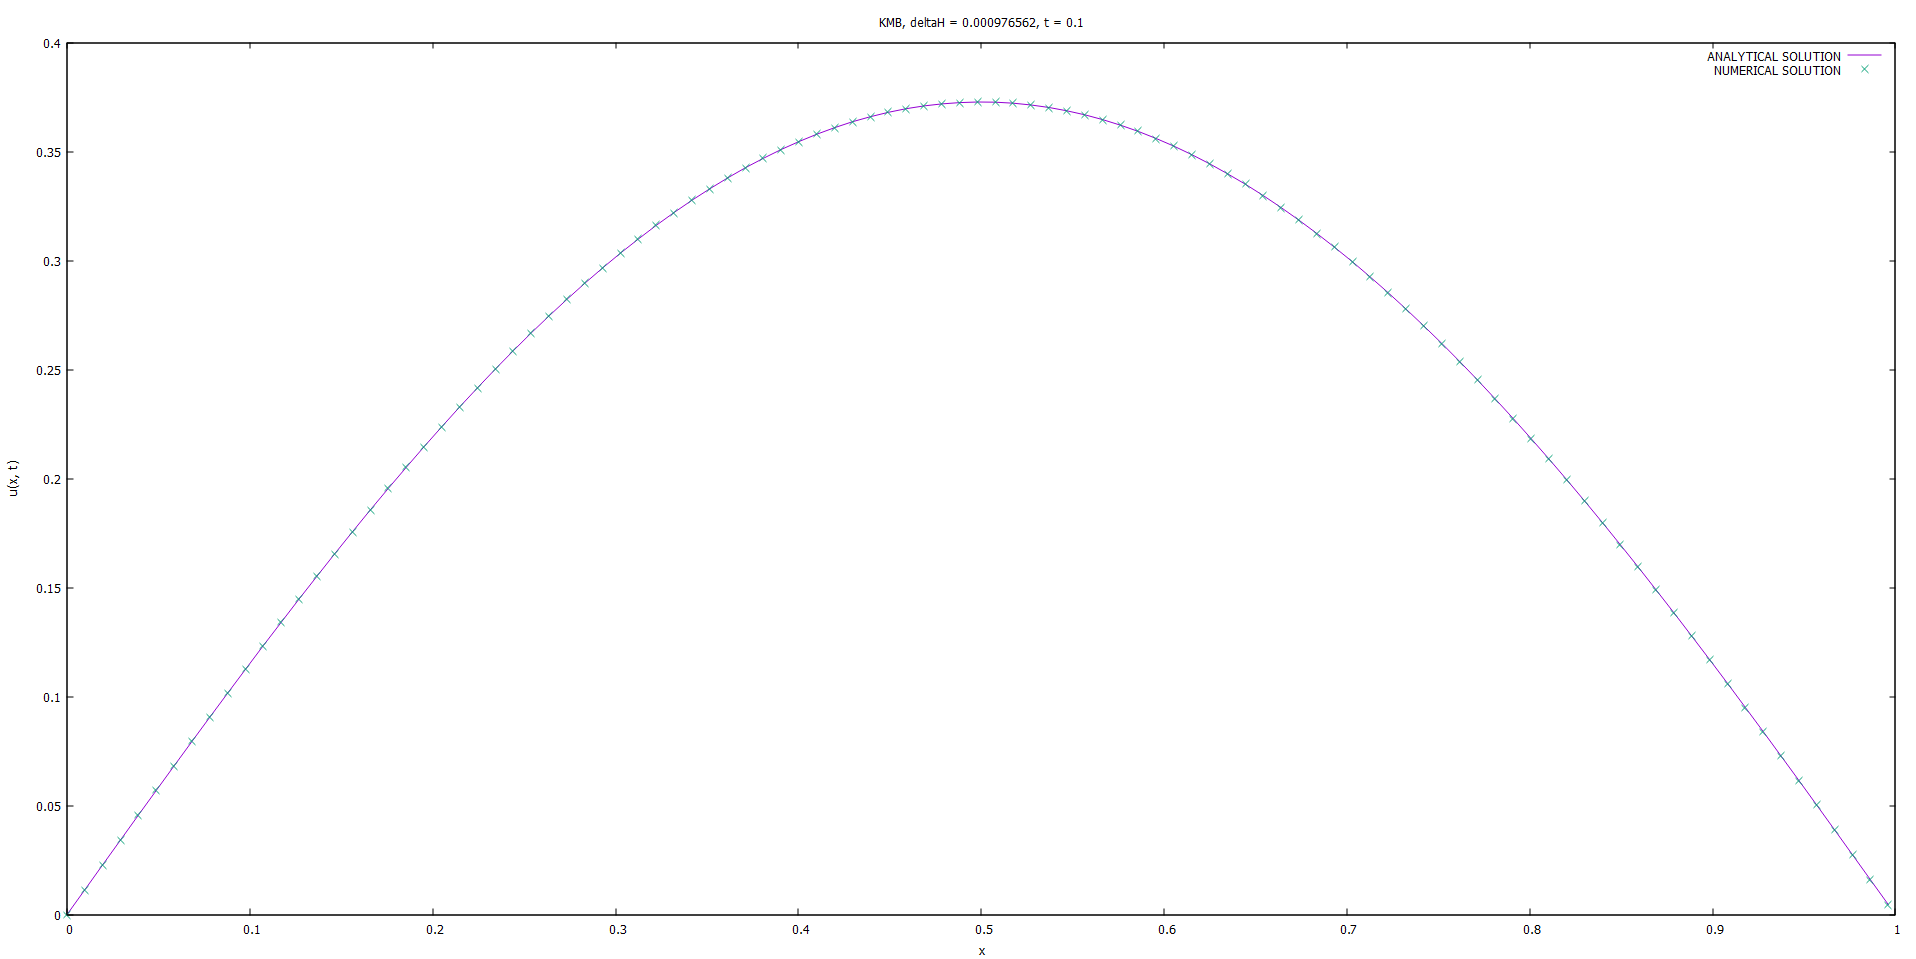 KMB, deltaH = 0.000976562, t = 0.1
ANALYTICAL SOLUTION
NUMERICAL SOLUTION
0.4
0.35
0.3
0.25
0.2
0.15
0.1
0.05
0
u(x, t)
0 0.1 0.2 0.3 0.4 0.5 0.6 0.7 0.8 0.9 1
x